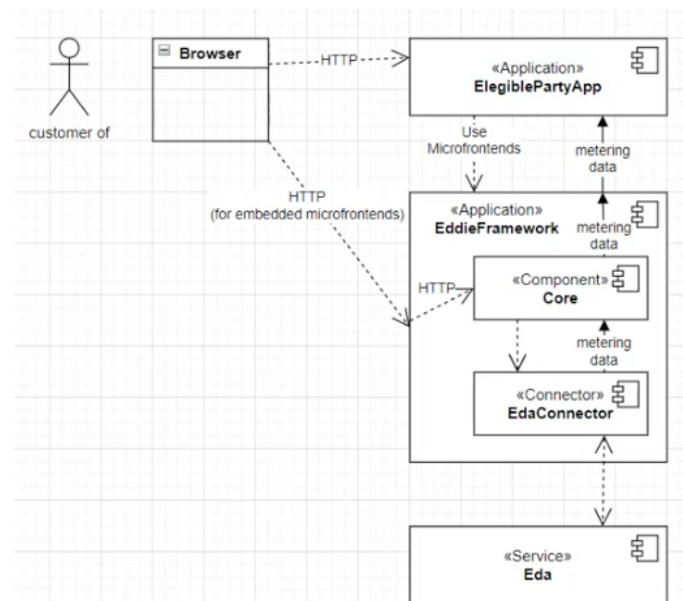 Browser
HTTP
«Application»
ElegiblePartyApp
customer of
Use
Microfrontends
metering
data
HTTP
(for embedded microfrontends)
«Application»
EddieFramework
metering
data
HTTP
«Component»
Core
metering
data
«Connector»
EdaConnector
«Service»
Eda